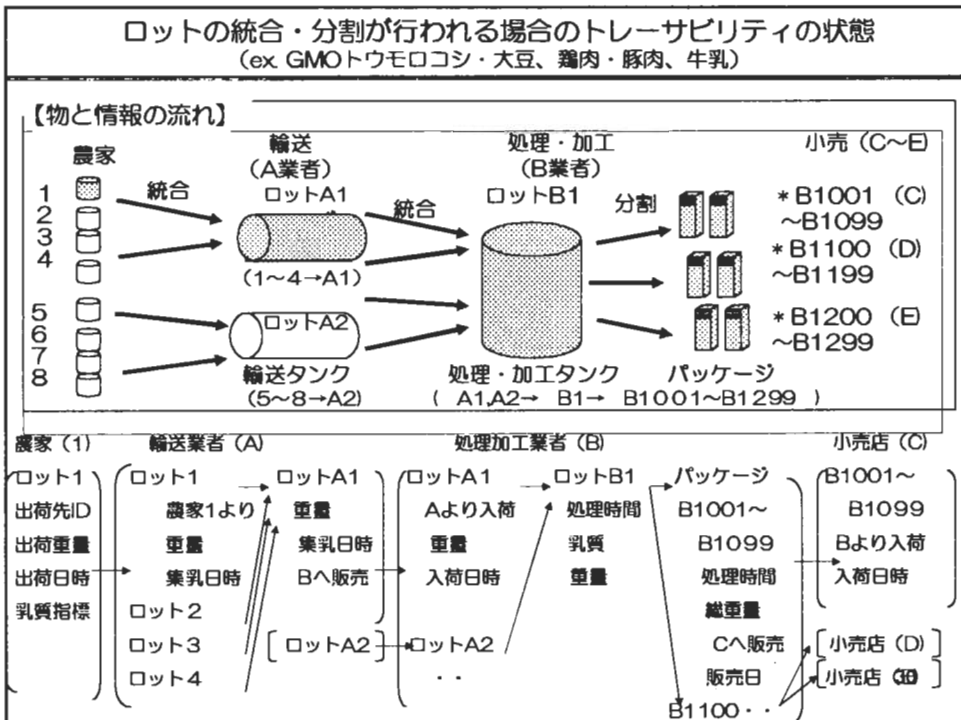 ロットの統合・分割が行われる場合のトレーサビリティの状態
(ex. GMOトウモロコシ・大豆、鶏肉・豚肉、牛乳)
【物と情報の流れ】
農家
輸送
(A業者)
処理・加工
(B業者)
小売(C〜E)
1
2
3
4
5
6
7
8
統合
ロットA1
(1〜4→A1)
統合
ロットB1
分割
*B1001 (C)
〜B1099
*B1100 (D)
〜B1199
*B1200 (E)
〜B1299
ロットA2
輸送タンク
(5〜8→A2)
処理・加工タンク
パッケージ
( A1,A2→ B1→ B1001〜B1299 )
農家(1)
ロット1
出荷先ID
出荷重量
出荷日時
乳質指標
輸送業者(A)
ロット1
農家1より
重量
集乳日時
ロット2
ロット3
ロット4
ロットA1
重量
集乳日時
Bへ販売
ロットA2
処理加工業者(B)
ロットA1
Aより入荷
重量
入荷日時
ロットA2
・・
ロットB1
処理時間
乳質
重量
パッケージ
B1001〜
B1099
処理時間
総重量
Cへ販売
販売日
B1100・・
小売店(C)
B1001〜
B1099
Bより入荷
入荷日時
小売店(D)
小売店